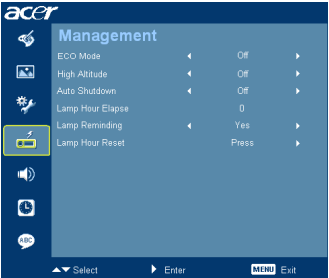 acer
Management
ECO Mode Off
High Altitude Off
Auto Shutdown Off
Lamp Hour Elapse 0
Lamp Reminding Yes
Lamp Hour Reset Press
ABC
Select Enter MENU Exit